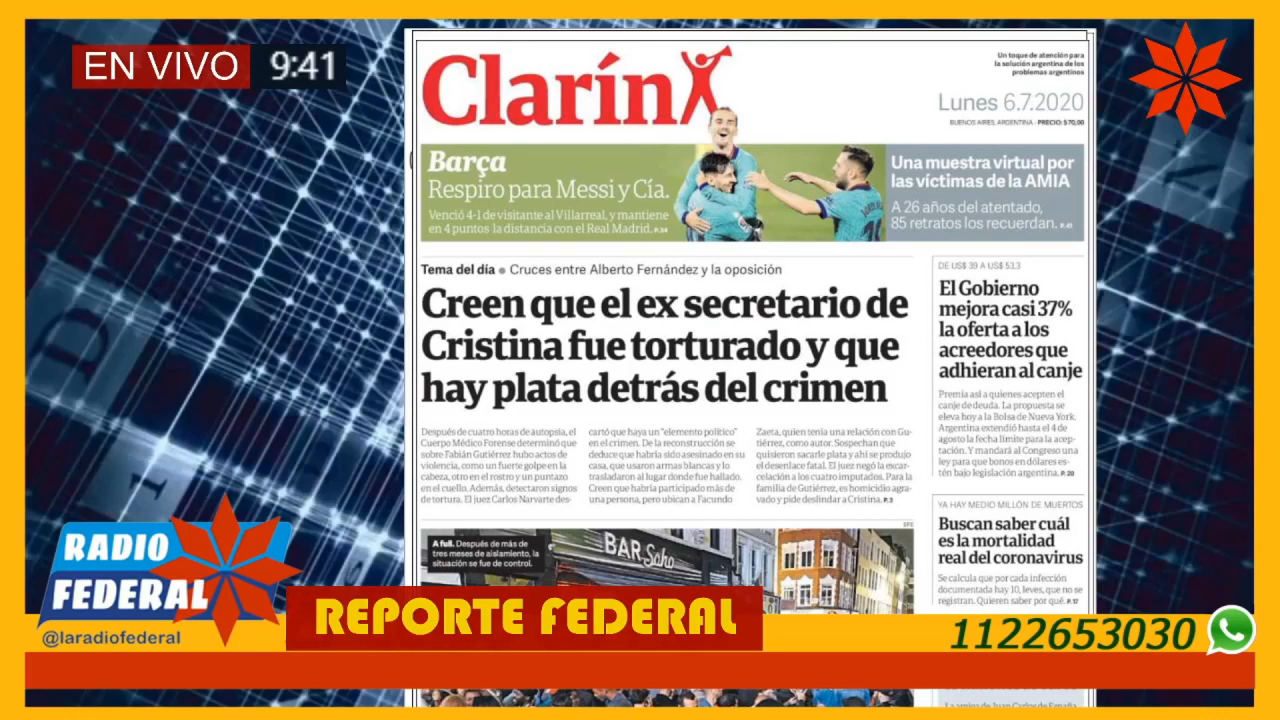 EN VIVO 9:41
Clarín
Un toque de atención para
la solución argentina de los
problemas argentinos
Lunes 6.7.2020
BUENOS AIRES, ARGENTINA - PRECIO: $70,00
Barça
Respiro para Messi y Cía.
Venció 4-1 de visitante al Villarreal, y mantiene
en 4 puntos la distancia con el Real Madrid. P.34
Una muestra virtual por
las víctimas de la AMIA
A 26 años del atentado,
85 retratos los recuerdan. P.41
Tema del día ● Cruces entre Alberto Fernández y la oposición
Creen que el ex secretario de
Cristina fue torturado y que
hay plata detrás del crimen
Después de cuatro horas de autopsia, el
Cuerpo Médico Forense determinó que
sobre Fabián Gutiérrez hubo actos de
violencia, como un fuerte golpe en la
cabeza, otro en el rostro y un puntazo
en el cuello. Además, detectaron signos
de tortura. El juez Carlos Narvarte des-
cartó que haya un "elemento político"
en el crimen. De la reconstrucción se
deduce que habría sido asesinado en su
casa, que usaron armas blancas y lo
trasladaron al lugar donde fue hallado.
Creen que habría participado más de
una persona, pero ubican a Facundo
Zaeta, quien tenía una relación con Gu-
tiérrez, como autor. Sospechan que
quisieron sacarle plata y ahí se produjo
el desenlace fatal. El juez negó la excar-
celación a los cuatro imputados. Para la
familia de Gutiérrez, es homicidio agra-
vado y pide deslindar a Cristina. P.3
DE US$ 39 A US$ 53,3
El Gobierno
mejora casi 37%
la oferta a los
acreedores que
adhieran al canje
Premia así a quienes acepten el
canje de deuda. La propuesta se
eleva hoy a la Bolsa de Nueva York.
Argentina extendió hasta el 4 de
agosto la fecha límite para la acep-
tación. Y mandará al Congreso una
ley para que bonos en dólares es-
tén bajo legislación argentina. P.20
YA HAY MEDIO MILLÓN DE MUERTOS
Buscan saber cuál
es la mortalidad
real del coronavirus
Se calcula que por cada infección
documentada hay 10, leves, que no se
registran. Quieren saber por qué. P.17
EFE
A full. Después de más de
tres meses de aislamiento, la
situación se fue de control.
BAR Soho
RADIO
FEDERAL
@laradiofederal
REPORTE FEDERAL
1122653030